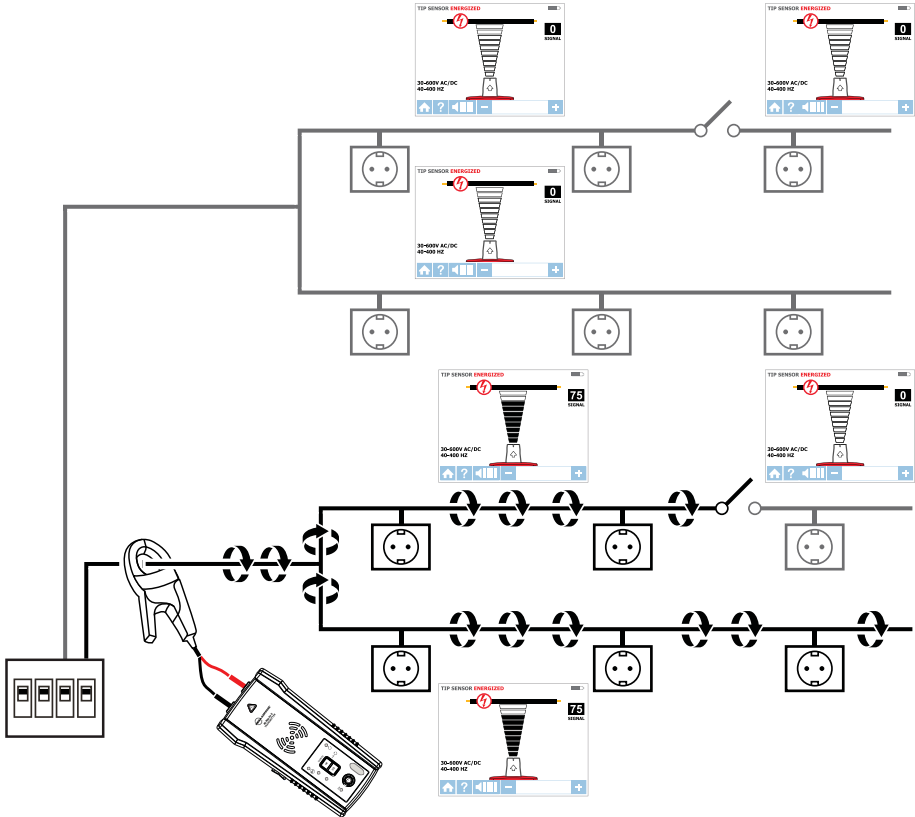 TIP SENSOR ENERGIZED
0
SIGNAL
30-600V AC/DC
40-400 HZ
?
−
+
TIP SENSOR ENERGIZED
0
SIGNAL
30-600V AC/DC
40-400 HZ
?
−
+
TIP SENSOR ENERGIZED
0
SIGNAL
30-600V AC/DC
40-400 HZ
?
−
+
TIP SENSOR ENERGIZED
75
SIGNAL
30-600V AC/DC
40-400 HZ
?
−
+
TIP SENSOR ENERGIZED
0
SIGNAL
30-600V AC/DC
40-400 HZ
?
−
+
TIP SENSOR ENERGIZED
75
SIGNAL
30-600V AC/DC
40-400 HZ
?
−
+